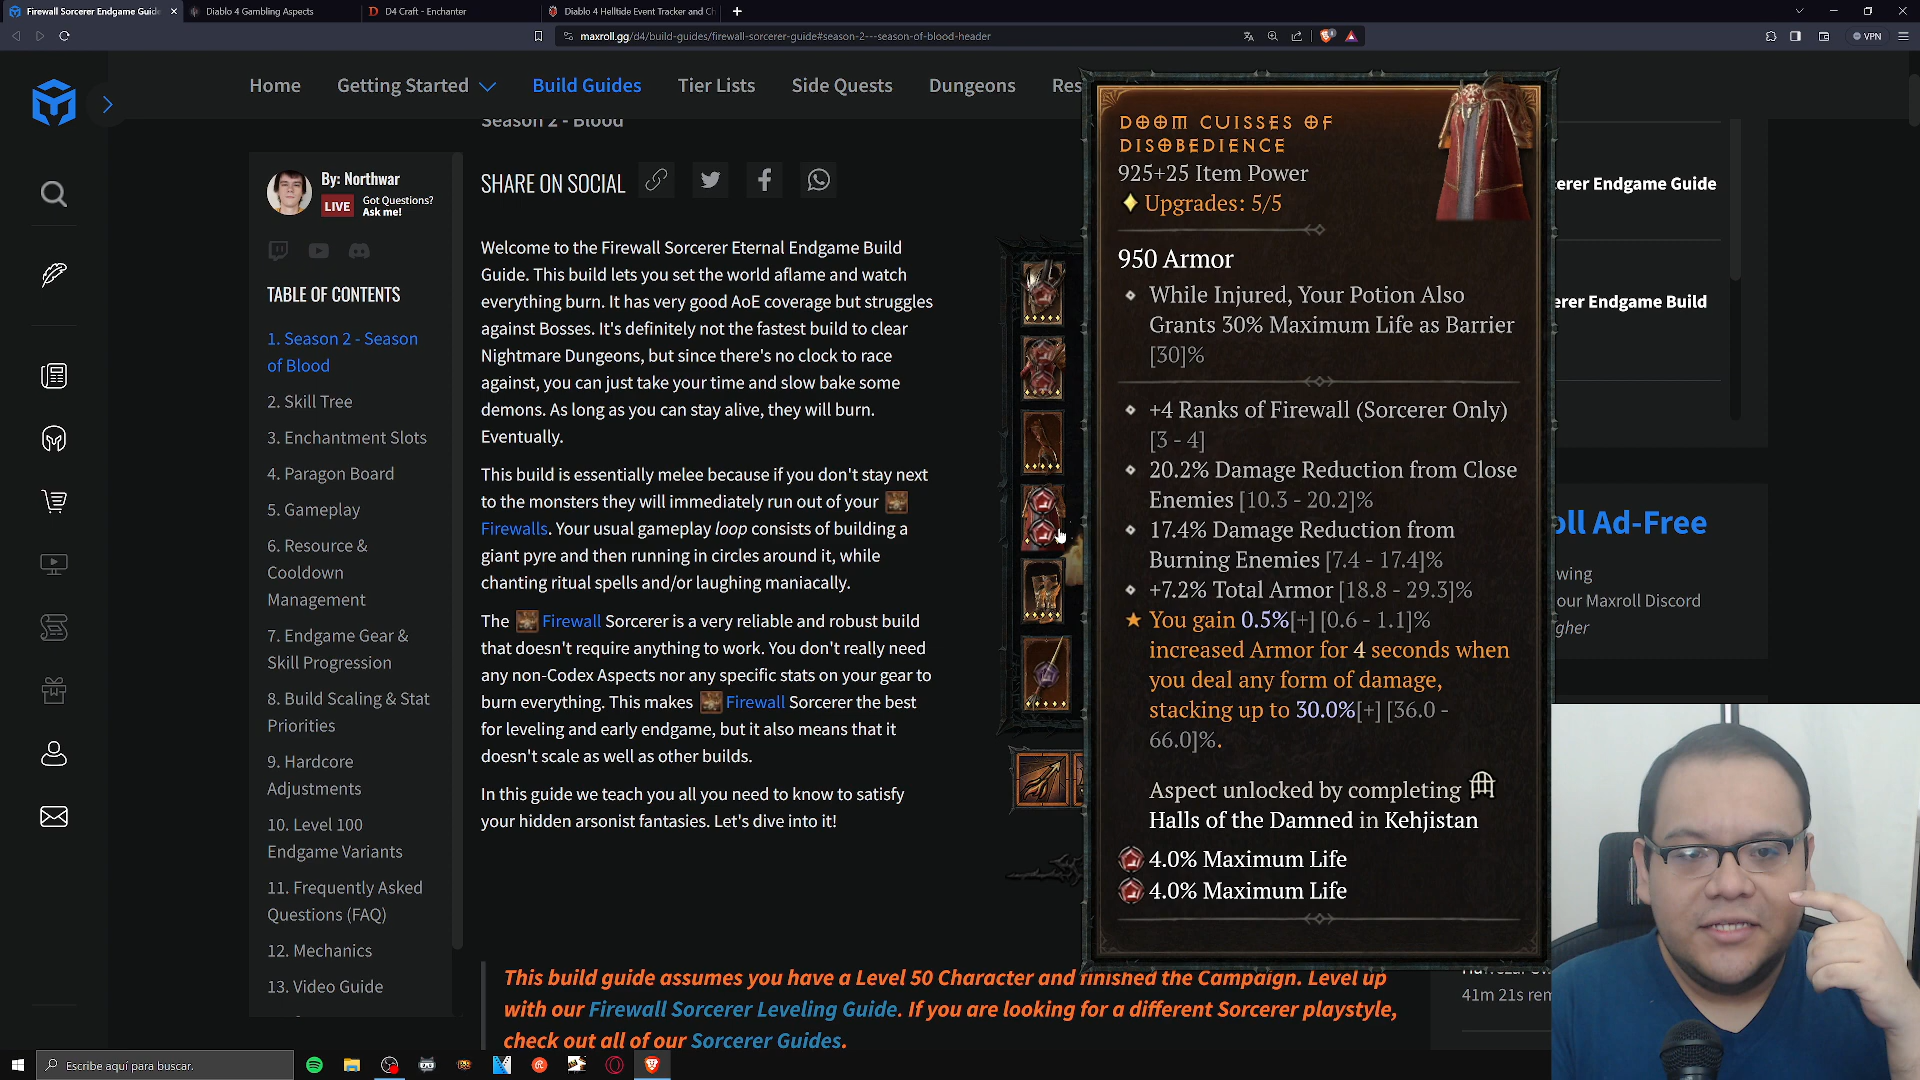 Firewall Sorcerer Endgame Guide
Diablo 4 Gambling Aspects
D4 Craft - Enchanter
Diablo 4 Helltide Event Tracker and Ch
maxroll.gg/d4/build-guides/firewall-sorcerer-guide#season-2---season-of-blood-header
VPN
Home
Getting Started
Build Guides
Tier Lists
Side Quests
Dungeons
Res
Season 2 - Blood
By: Northwar
LIVE
Got Questions?
Ask me!
TABLE OF CONTENTS
1. Season 2 - Season
of Blood
2. Skill Tree
3. Enchantment Slots
4. Paragon Board
5. Gameplay
6. Resource &
Cooldown
Management
7. Endgame Gear &
Skill Progression
8. Build Scaling & Stat
Priorities
9. Hardcore
Adjustments
10. Level 100
Endgame Variants
11. Frequently Asked
Questions (FAQ)
12. Mechanics
13. Video Guide
SHARE ON SOCIAL
Welcome to the Firewall Sorcerer Eternal Endgame Build
Guide. This build lets you set the world aflame and watch
everything burn. It has very good AoE coverage but struggles
against Bosses. It's definitely not the fastest build to clear
Nightmare Dungeons, but since there's no clock to race
against, you can just take your time and slow bake some
demons. As long as you can stay alive, they will burn.
Eventually.
This build is essentially melee because if you don't stay next
to the monsters they will immediately run out of your
Firewalls. Your usual gameplay loop consists of building a
giant pyre and then running in circles around it, while
chanting ritual spells and/or laughing maniacally.
The Firewall Sorcerer is a very reliable and robust build
that doesn't require anything to work. You don't really need
any non-Codex Aspects nor any specific stats on your gear to
burn everything. This makes Firewall Sorcerer the best
for leveling and early endgame, but it also means that it
doesn't scale as well as other builds.
In this guide we teach you all you need to know to satisfy
your hidden arsonist fantasies. Let's dive into it!
This build guide assumes you have a Level 50 Character and finished the Campaign. Level up
with our Firewall Sorcerer Leveling Guide. If you are looking for a different Sorcerer playstyle,
check out all of our Sorcerer Guides.
DOOM CUISSES OF
DISOBEDIENCE
925+25 Item Power
Upgrades: 5/5
950 Armor
While Injured, Your Potion Also
Grants 30% Maximum Life as Barrier
[30]%
+4 Ranks of Firewall (Sorcerer Only)
[3 - 4]
20.2% Damage Reduction from Close
Enemies [10.3 - 20.2]%
17.4% Damage Reduction from
Burning Enemies [7.4 - 17.4]%
+7.2% Total Armor [18.8 - 29.3]%
You gain 0.5%[+] [0.6 - 1.1]%
increased Armor for 4 seconds when
you deal any form of damage,
stacking up to 30.0%[+] [36.0 -
66.0]%.
Aspect unlocked by completing
Halls of the Damned in Kehjistan
4.0% Maximum Life
4.0% Maximum Life
cerer Endgame Guide
erer Endgame Build
oll Ad-Free
wing
our Maxroll Discord
gher
41m 21s rem
Escribe aquí para buscar.